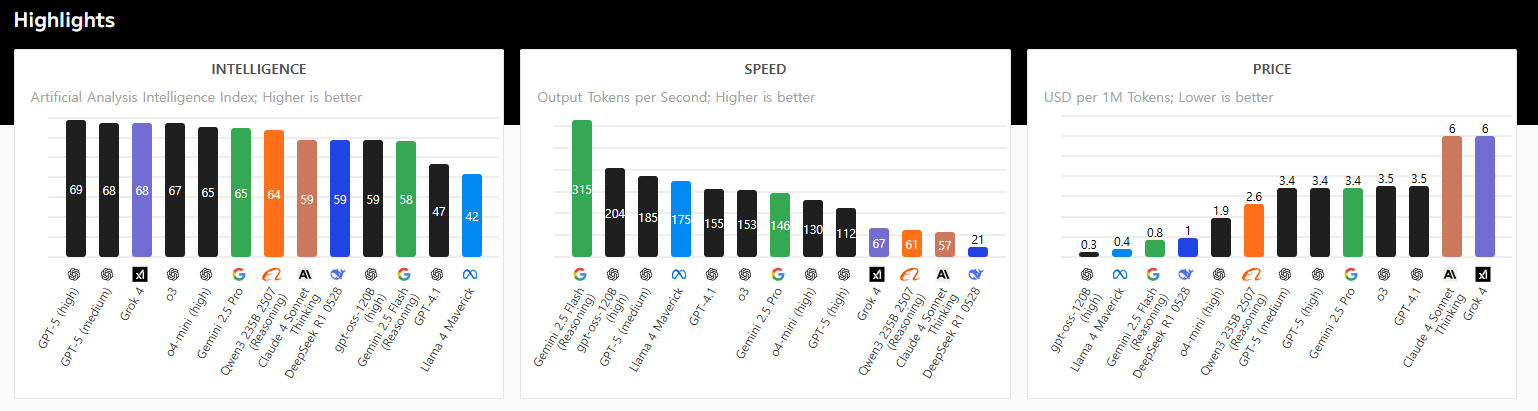 Highlights
INTELLIGENCE
Artificial Analysis Intelligence Index; Higher is better
69
68
68
67
65
65
64
59
59
59
58
47
42
GPT-5 (high)
GPT-5 (medium)
Grok 4
o3
o4-mini (high)
Gemini 2.5 Pro
Qwen3 235B 2507
(Reasoning)
Claude 4 Sonnet
Thinking
DeepSeek R1 0528
gpt-oss-120B
(high)
Gemini 2.5 Flash
(Reasoning)
GPT-4.1
Llama 4 Maverick
SPEED
Output Tokens per Second; Higher is better
315
204
185
175
155
153
146
130
112
67
61
57
21
Gemini 2.5 Flash
(Reasoning)
gpt-oss-120B
(high)
GPT-5 (medium)
Llama 4 Maverick
GPT-4.1
o3
Gemini 2.5 Pro
o4-mini (high)
GPT-5 (high)
Grok 4
Qwen3 235B 2507
(Reasoning)
Claude 4 Sonnet
Thinking
DeepSeek R1 0528
PRICE
USD per 1M Tokens; Lower is better
0.3
0.4
0.8
1
1.9
2.6
3.4
3.4
3.4
3.5
3.5
6
6
gpt-oss-120B
(high)
Llama 4 Maverick
Gemini 2.5 Flash
(Reasoning)
DeepSeek R1 0528
o4-mini (high)
Qwen3 235B 2507
(Reasoning)
GPT-5 (medium)
GPT-5 (high)
Gemini 2.5 Pro
o3
GPT-4.1
Claude 4 Sonnet
Thinking
Grok 4